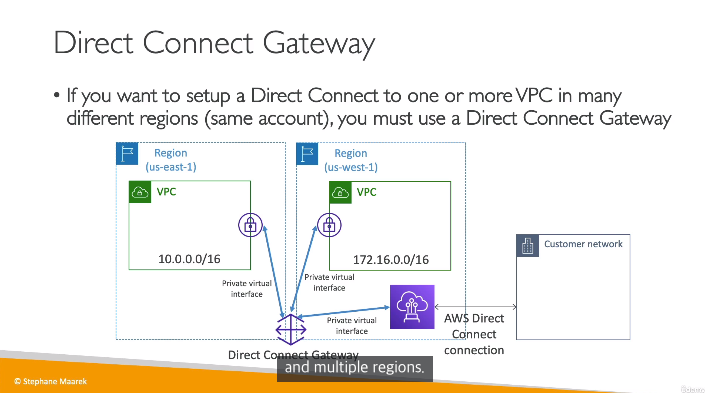 Direct Connect Gateway
• If you want to setup a Direct Connect to one or more VPC in many
different regions (same account), you must use a Direct Connect Gateway
Region
(us-east-1)
Region
(us-west-1)
VPC
VPC
Customer network
10.0.0.0/16
172.16.0.0/16
Private virtual
interface
Private virtual
interface
Private virtual
interface
AWS Direct
Connect
connection
Direct Connect Gateway
and multiple regions.
© Stephane Maarek